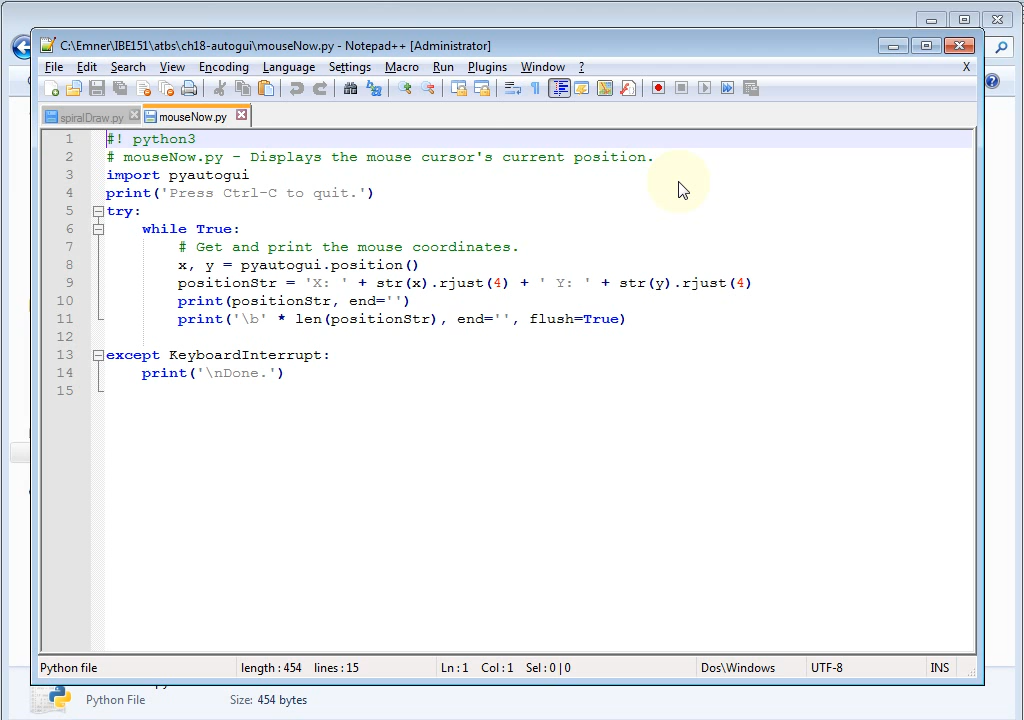 C:\Emner\IBE151\atbs\ch18-autogui\mouseNow.py - Notepad++ [Administrator]
File Edit Search View Encoding Language Settings Macro Run Plugins Window ? X
spiralDraw.py mouseNow.py
1 #! python3
2 # mouseNow.py - Displays the mouse cursor's current position.
3 import pyautogui
4 print('Press Ctrl-C to quit.')
5 try:
6 while True:
7 # Get and print the mouse coordinates.
8 x, y = pyautogui.position()
9 positionStr = 'X: ' + str(x).rjust(4) + ' Y: ' + str(y).rjust(4)
10 print(positionStr, end='')
11 print('\b' * len(positionStr), end='', flush=True)
12
13 except KeyboardInterrupt:
14 print('\nDone.')
15
Python file length : 454 lines : 15 Ln : 1 Col : 1 Sel : 0 | 0 Dos\Windows UTF-8 INS
Python File Size: 454 bytes